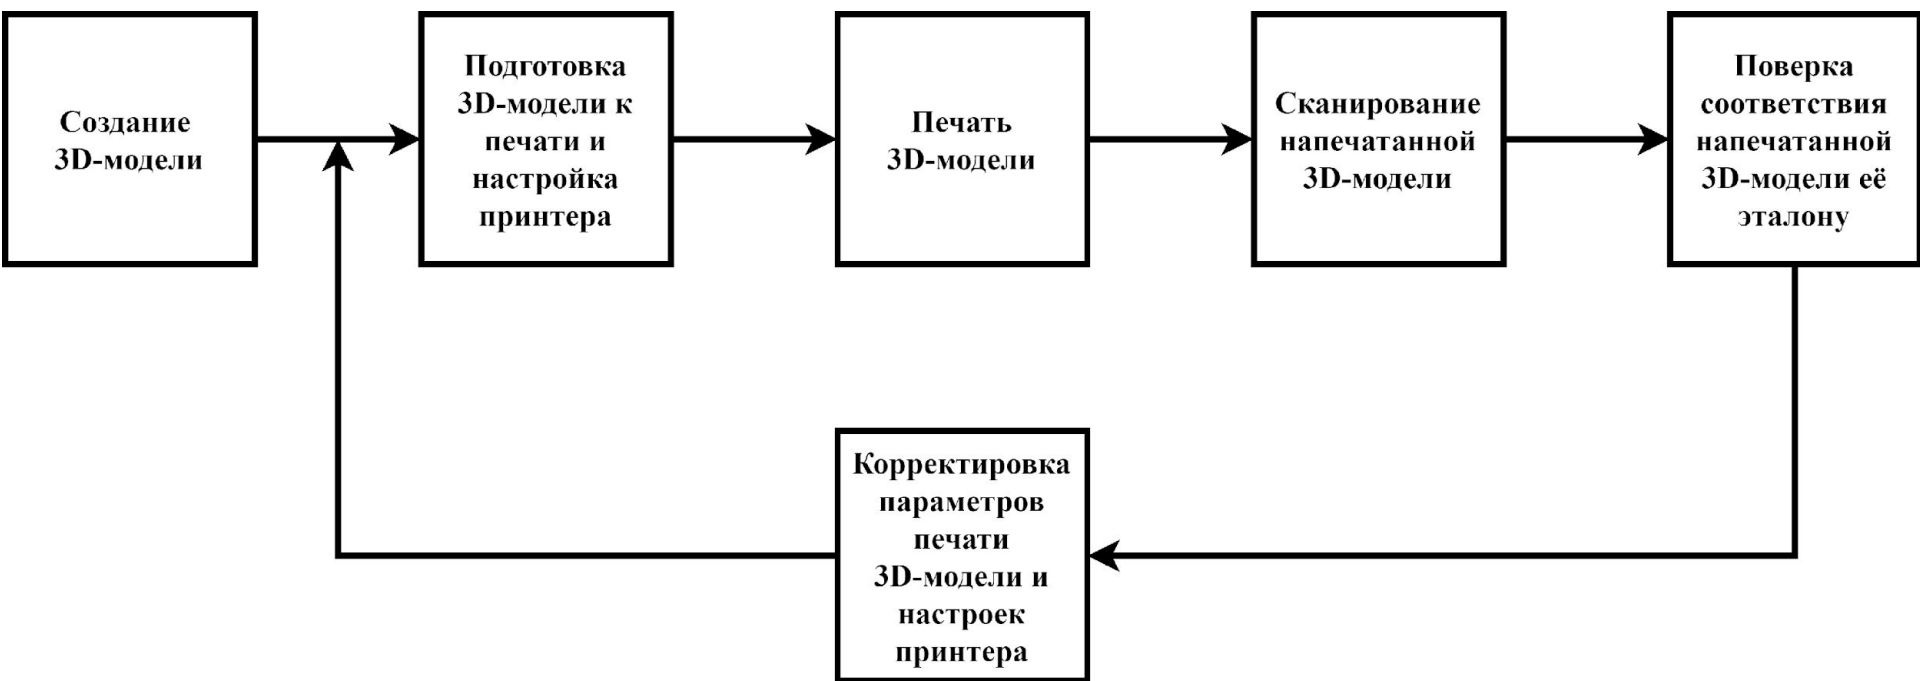 Создание
3D-модели
Подготовка
3D-модели к
печати и
настройка
принтера
Печать
3D-модели
Сканирование
напечатанной
3D-модели
Поверка
соответствия
напечатанной
3D-модели её
эталону
Корректировка
параметров
печати
3D-модели и
настроек
принтера